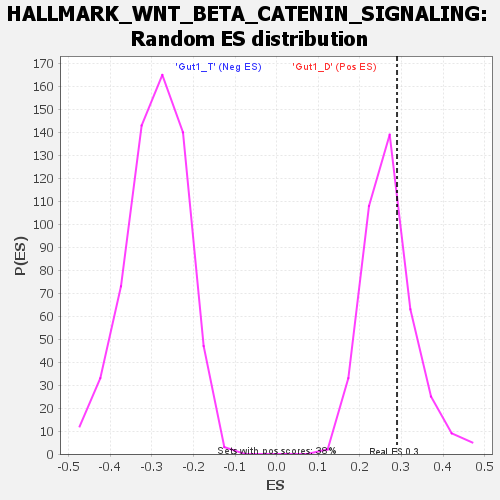 HALLMARK_WNT_BETA_CATENIN_SIGNALING:
Random ES distribution
'Gut1_T' (Neg ES)
'Gut1_D' (Pos ES)
170
160
150
140
130
120
110
100
90
80
70
60
50
40
30
20
10
0
P(ES)
Sets with pos scores: 38%
Real ES 0.3
-0.5 -0.4 -0.3 -0.2 -0.1 0.0 0.1 0.2 0.3 0.4 0.5
ES